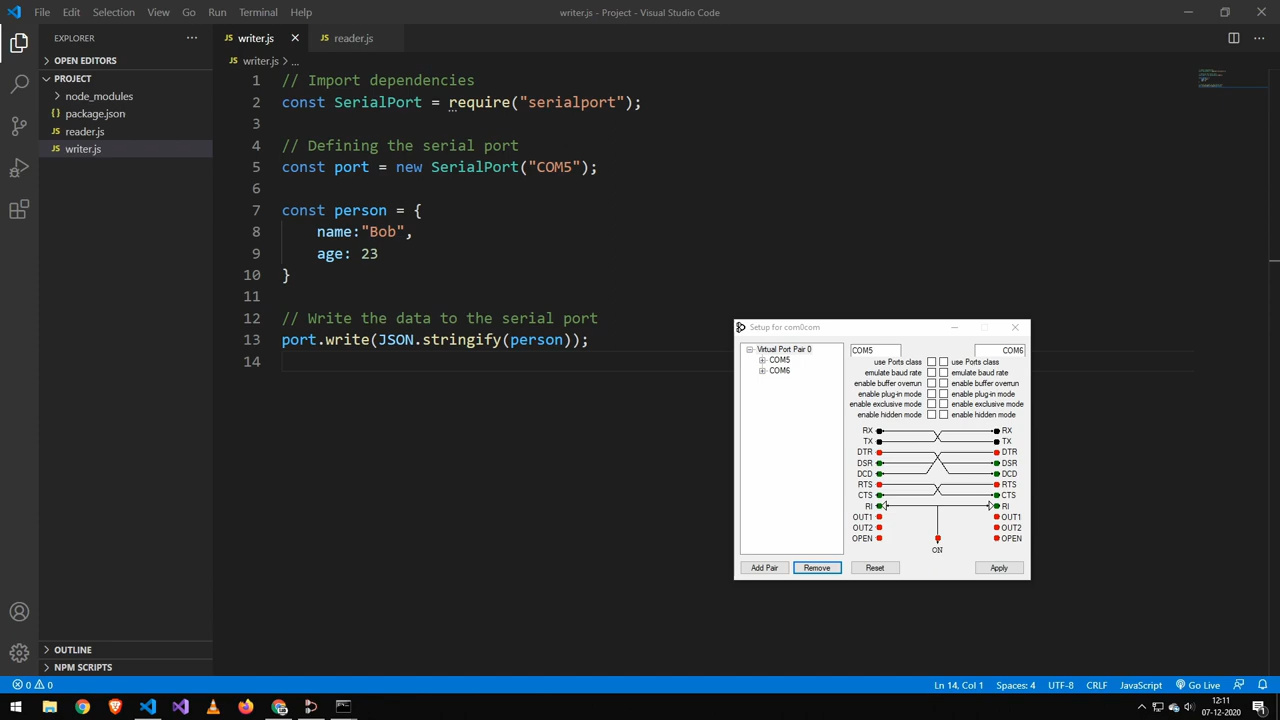 File Edit Selection View Go Run Terminal Help
writer.js - Project - Visual Studio Code
EXPLORER
OPEN EDITORS
PROJECT
node_modules
{} package.json
JS reader.js
JS writer.js
OUTLINE
NPM SCRIPTS
JS writer.js
JS reader.js
JS writer.js > ...
1 // Import dependencies
2 const SerialPort = require("serialport");
3
4 // Defining the serial port
5 const port = new SerialPort("COM5");
6
7 const person = {
8 name:"Bob",
9 age: 23
10 }
11
12 // Write the data to the serial port
13 port.write(JSON.stringify(person));
14
Setup for com0com
Virtual Port Pair 0
COM5
COM6
COM5 COM6
use Ports class use Ports class
emulate baud rate emulate baud rate
enable buffer overrun enable buffer overrun
enable plug-in mode enable plug-in mode
enable exclusive mode enable exclusive mode
enable hidden mode enable hidden mode
RX RX
TX TX
DTR DTR
DSR DSR
DCD DCD
RTS RTS
CTS CTS
RI RI
OUT1 OUT1
OUT2 OUT2
OPEN OPEN
ON
Add Pair Remove Reset Apply
0 0
Ln 14, Col 1 Spaces: 4 UTF-8 CRLF JavaScript Go Live
12:11
07-12-2020